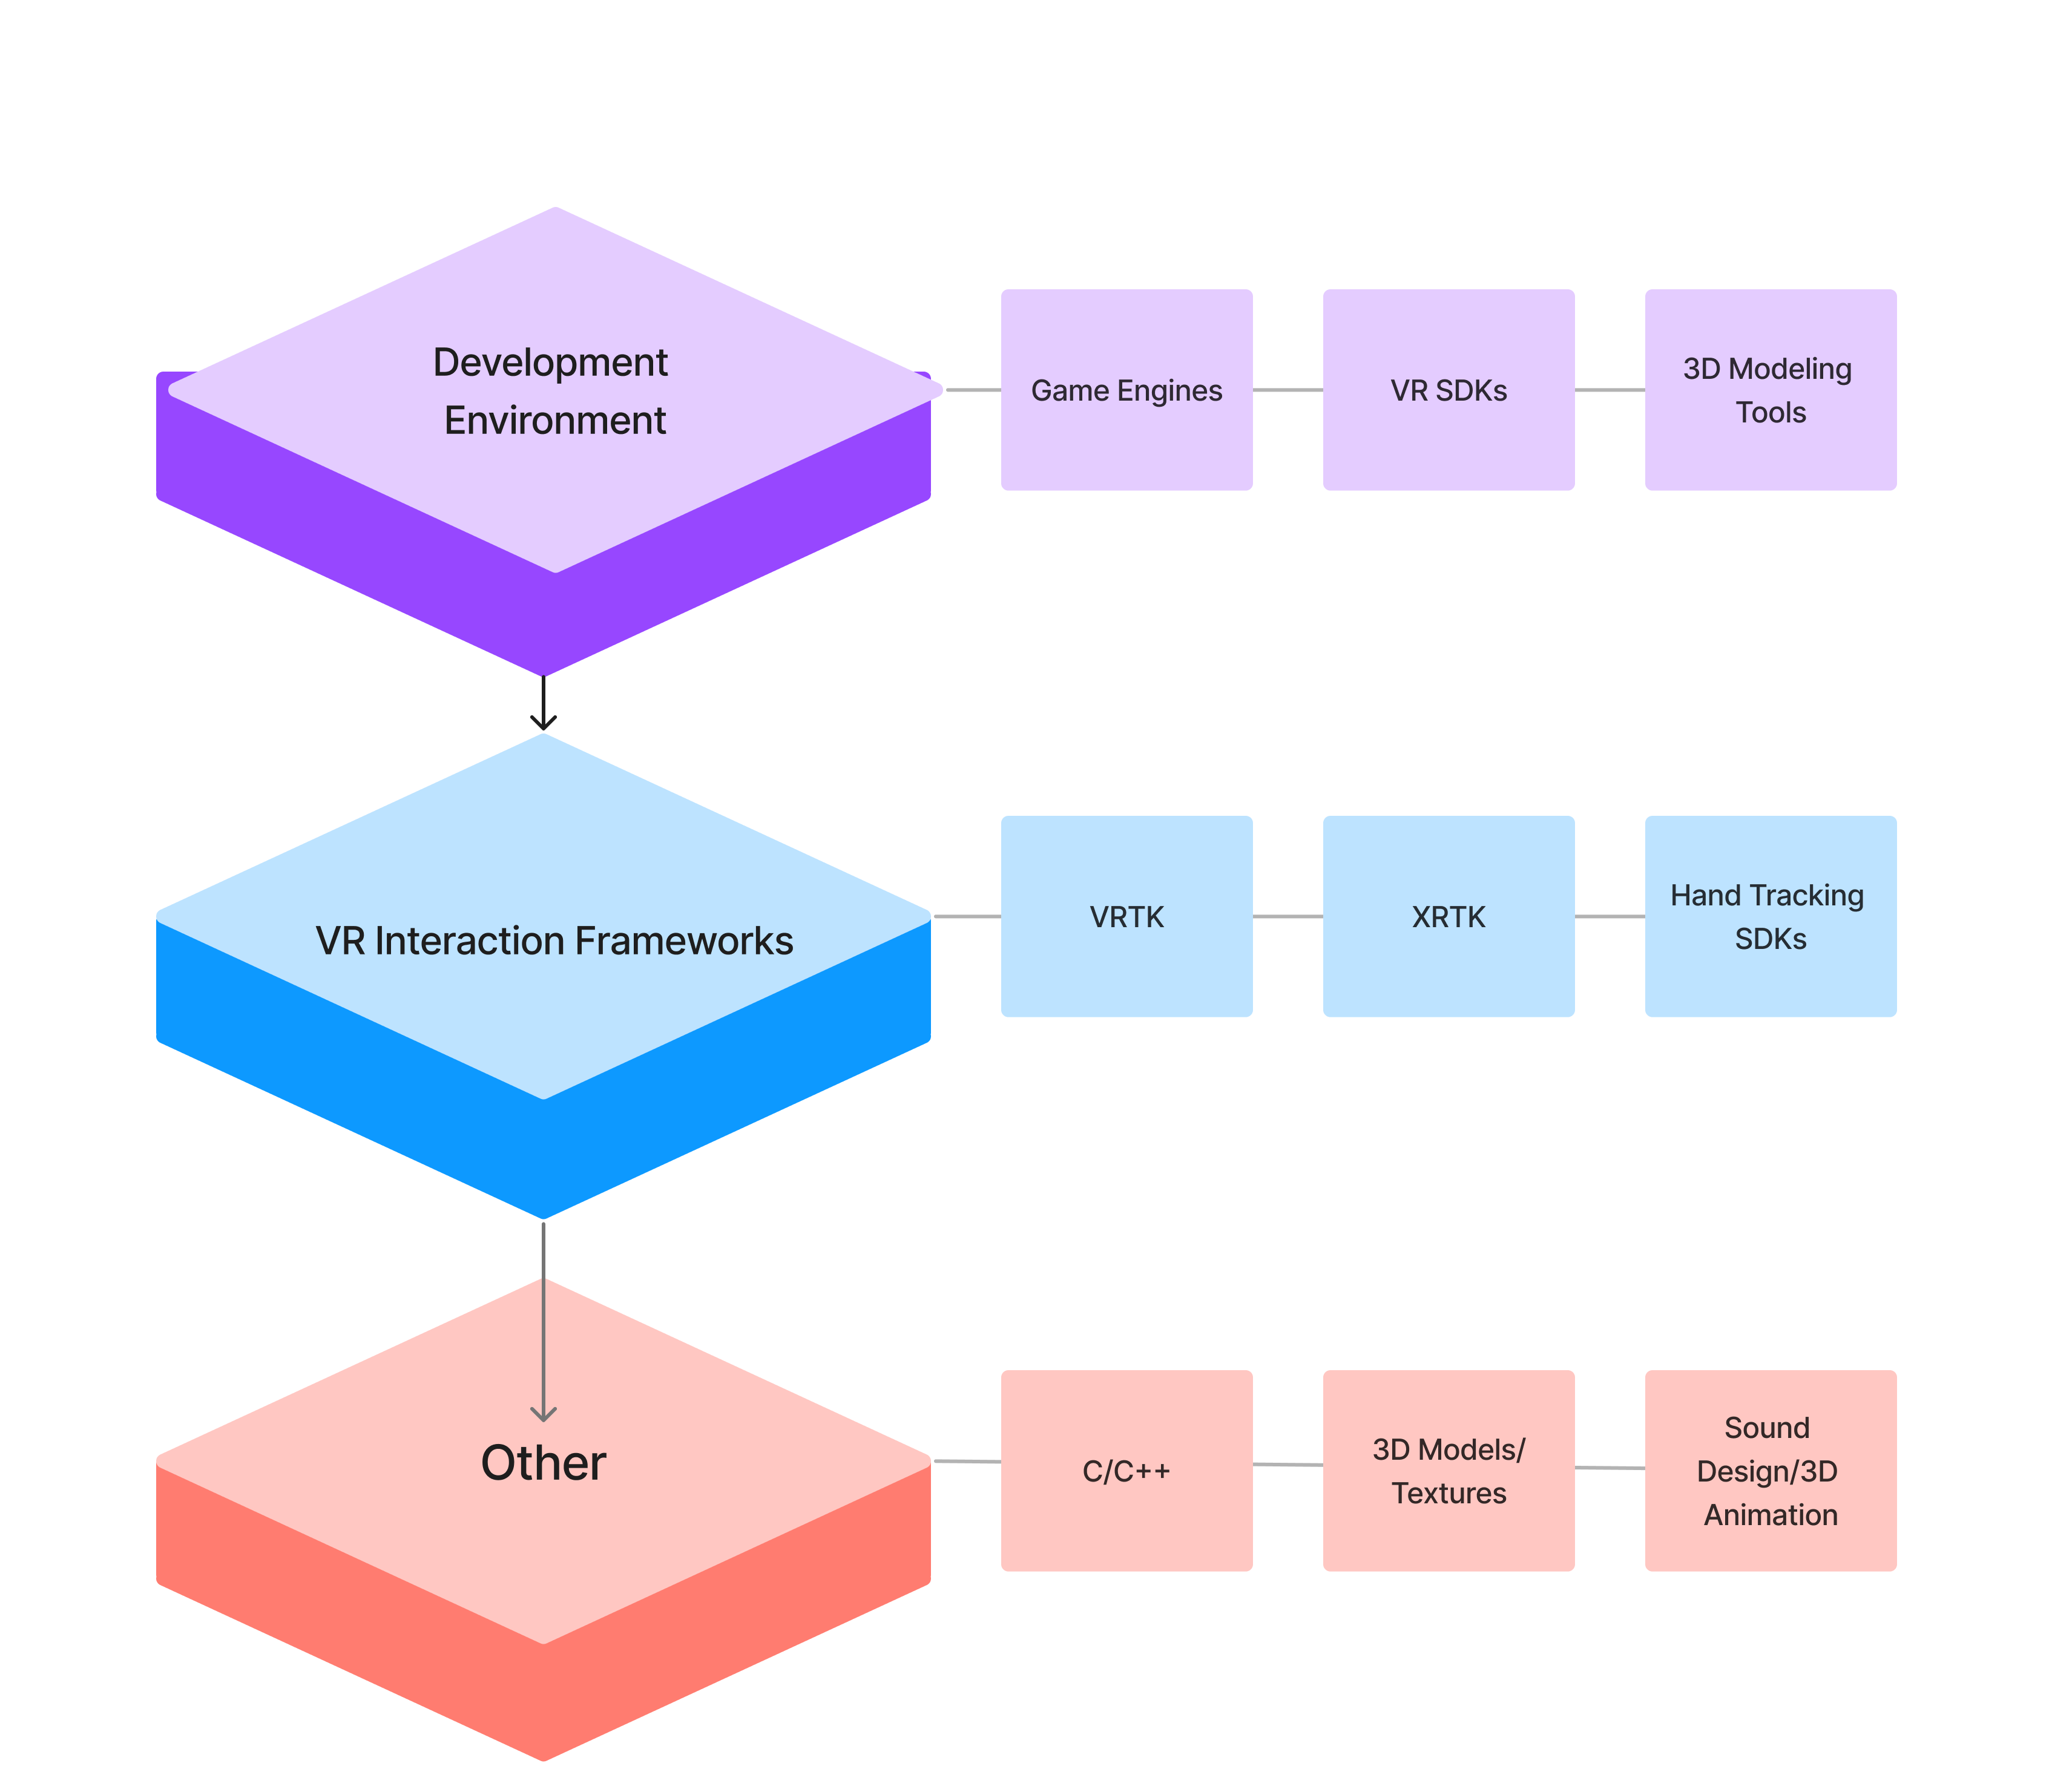 Development
Environment
Game Engines
VR SDKs
3D Modeling
Tools
VR Interaction Frameworks
VRTK
XRTK
Hand Tracking
SDKs
Other
C/C++
3D Models/
Textures
Sound
Design/3D
Animation